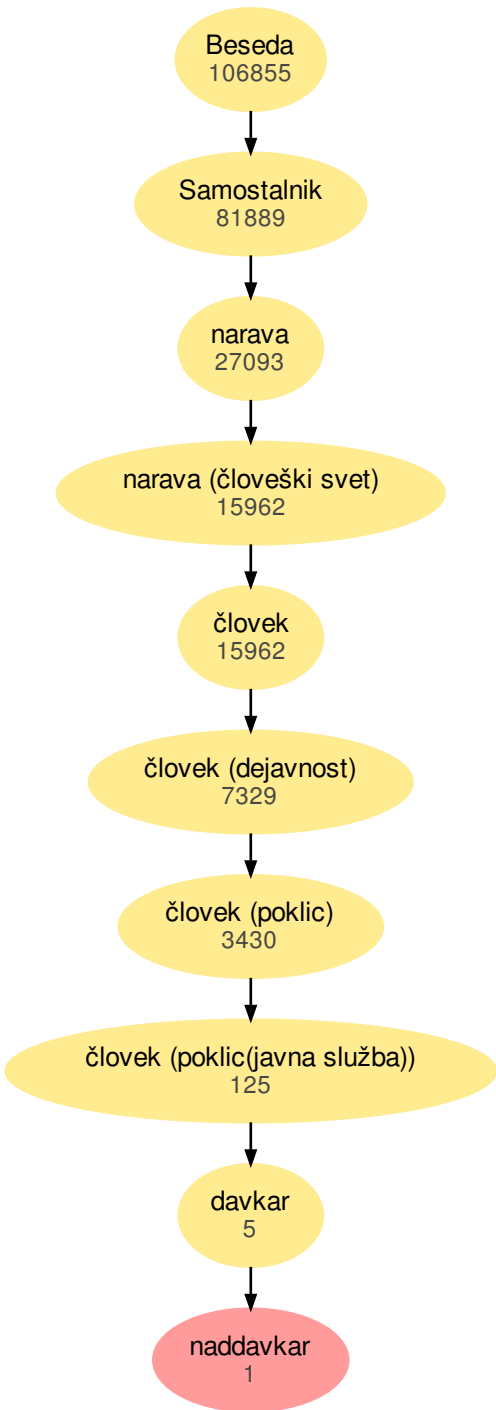 Beseda
106855
Samostalnik
81889
narava
27093
narava (človeški svet)
15962
človek
15962
človek (dejavnost)
7329
človek (poklic)
3430
človek (poklic(javna služba))
125
davkar
5
naddavkar
1